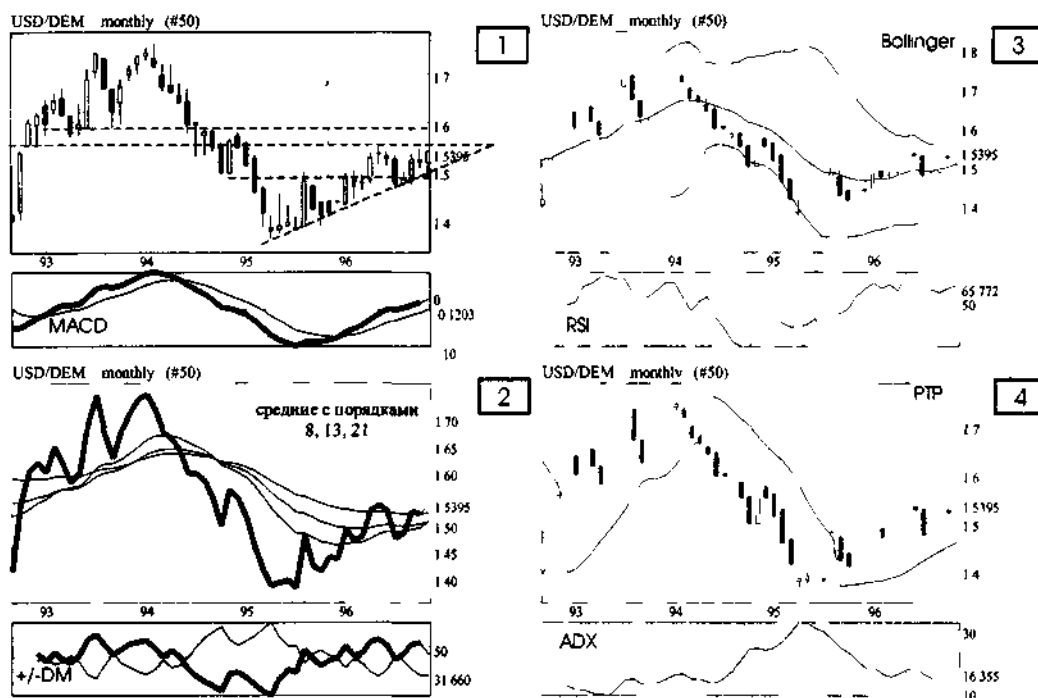 USD/DEM monthly (#50)
1
1 7
1 6
1 5395
1 5
1 4
93 94 95 96
MACD
0
0 1203
10
USD/DEM monthly (#50)
2
средние с порядками
8, 13, 21
1 70
1 65
1 60
1 5395
1 50
1 45
1 40
93 94 95 96
+/-DM
50
31 660
USD/DEM monthly (#50)
Bollinger
3
1 8
1 7
1 6
1 5395
1 5
1 4
93 94 95 96
RSI
65 772
50
USD/DEM monthly (#50)
PTP
4
1 7
1 6
1 5395
1 5
1 4
93 94 95 96
ADX
30
16 355
10